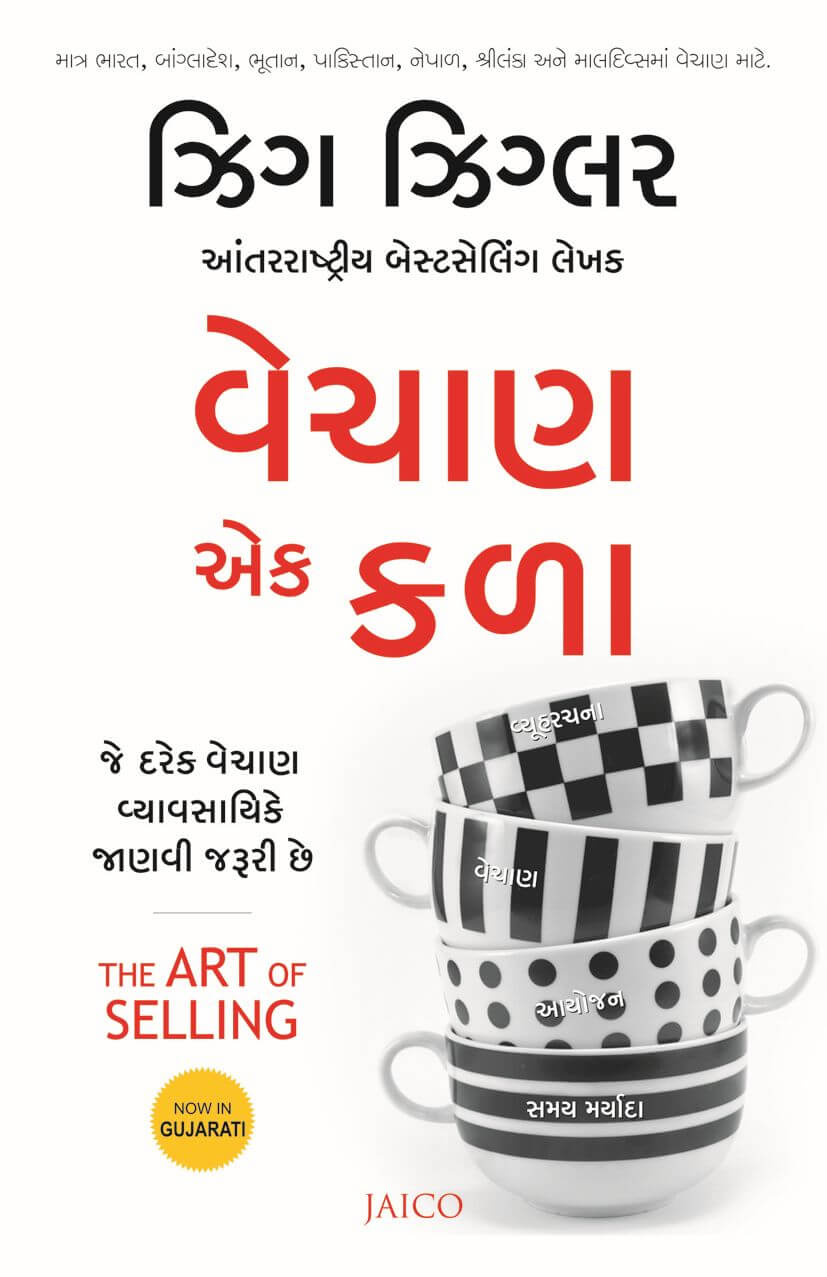 માત્ર ભારત, બાંગ્લાદેશ, ભૂતાન, પાકિસ્તાન, નેપાળ, શ્રીલંકા અને માલદિવ્સમાં વેચાણ માટે.
ઝિગ ઝિગ્લર
આંતરરાષ્ટ્રીય બેસ્ટસેલિંગ લેખક
વેચાણ
એક કળા
જે દરેક વેચાણ
વ્યાવસાયિકે
જાણવી જરૂરી છે
THE ART OF
SELLING
NOW IN
GUJARATI
વ્યૂહરચના
વેચાણ
આયોજન
સમય મર્યાદા
JAICO